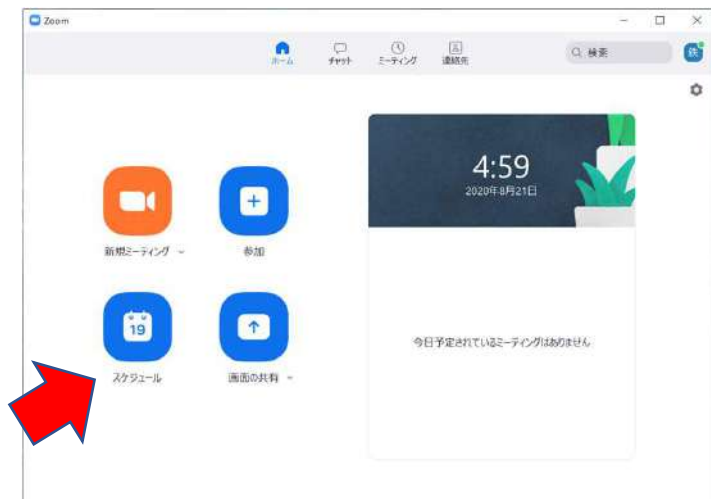 Zoom
ホーム
チャット
ミーティング
連絡先
検索
鉄
4:59
2020年8月21日
新規ミーティング
参加
19
スケジュール
画面の共有
今日予定されているミーティングはありません